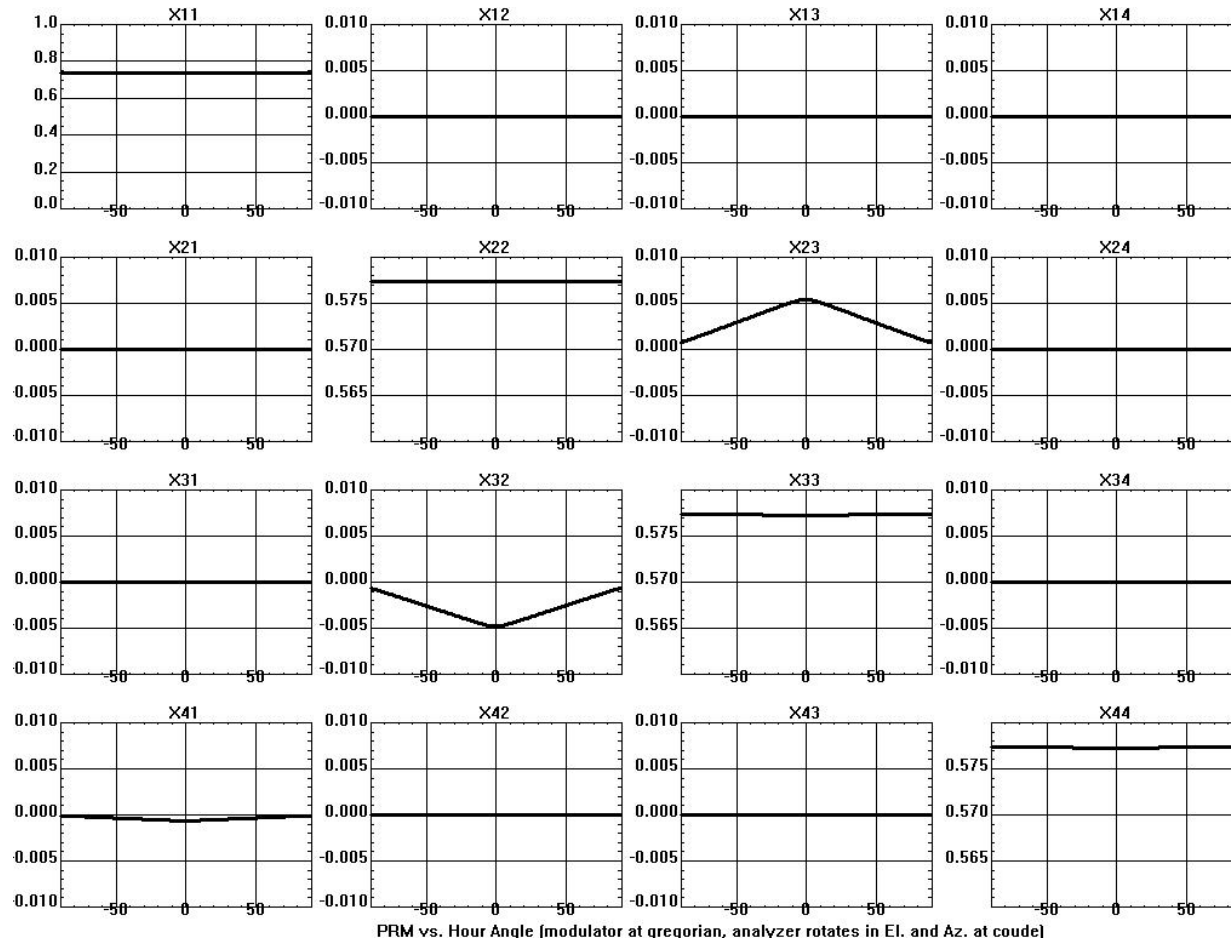 X11 X12 X13 X14
1.0 0.010 0.010 0.010
0.8 0.005 0.005 0.005
0.6
0.4 0.000 0.000 0.000
0.2 -0.005 -0.005 -0.005
0.0 -0.010 -0.010 -0.010
-50 0 50 -50 0 50 -50 0 50 -50 0 50
X21 X22 X23 X24
0.010 0.010 0.010
0.005 0.575 0.005 0.005
0.000 0.570 0.000 0.000
-0.005 0.565 -0.005 -0.005
-0.010 -0.010 -0.010
-50 0 50 -50 0 50 -50 0 50 -50 0 50
X31 X32 X33 X34
0.010 0.010 0.010
0.005 0.005 0.575 0.005
0.000 0.000 0.570 0.000
-0.005 -0.005 0.565 -0.005
-0.010 -0.010 -0.010
-50 0 50 -50 0 50 -50 0 50 -50 0 50
X41 X42 X43 X44
0.010 0.010 0.010
0.005 0.005 0.005 0.575
0.000 0.000 0.000 0.570
-0.005 -0.005 -0.005 0.565
-0.010 -0.010 -0.010
-50 0 50 -50 0 50 -50 0 50 -50 0 50
PRM vs. Hour Angle (modulator at gregorian, analyzer rotates in El. and Az. at coude)